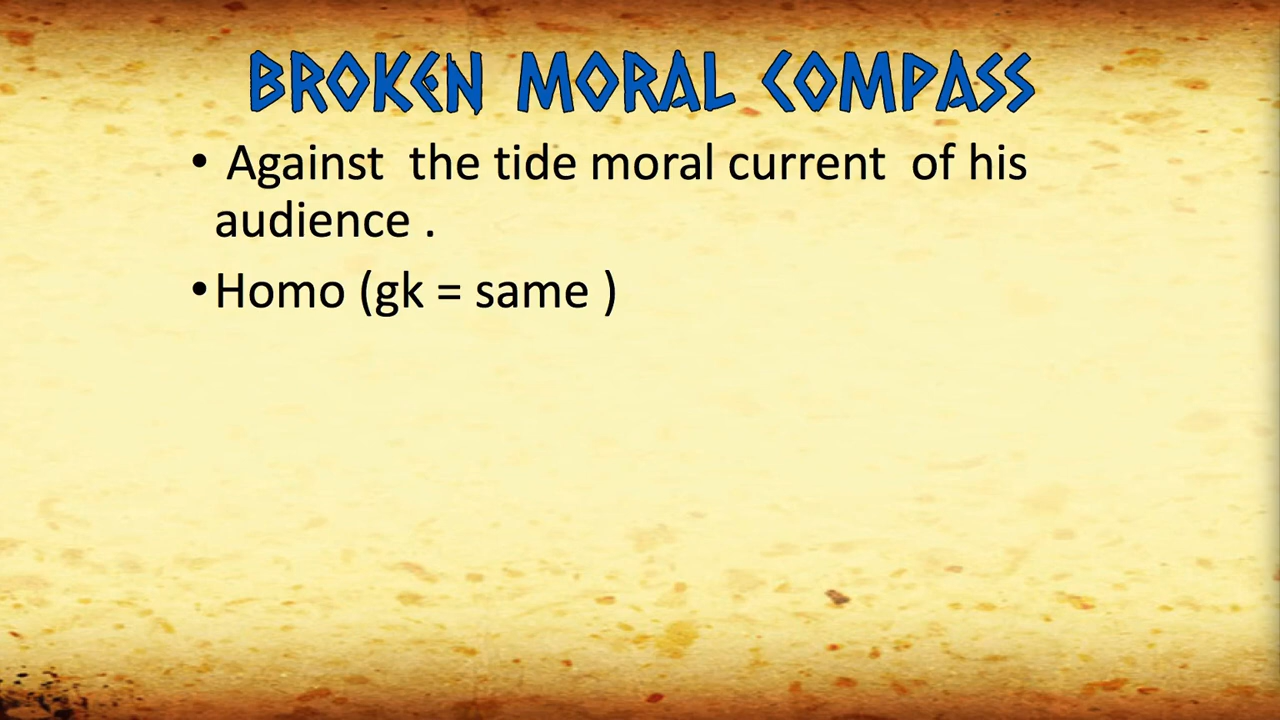 BROKEN MORAL COMPASS
• Against the tide moral current of his
audience .
• Homo (gk = same )